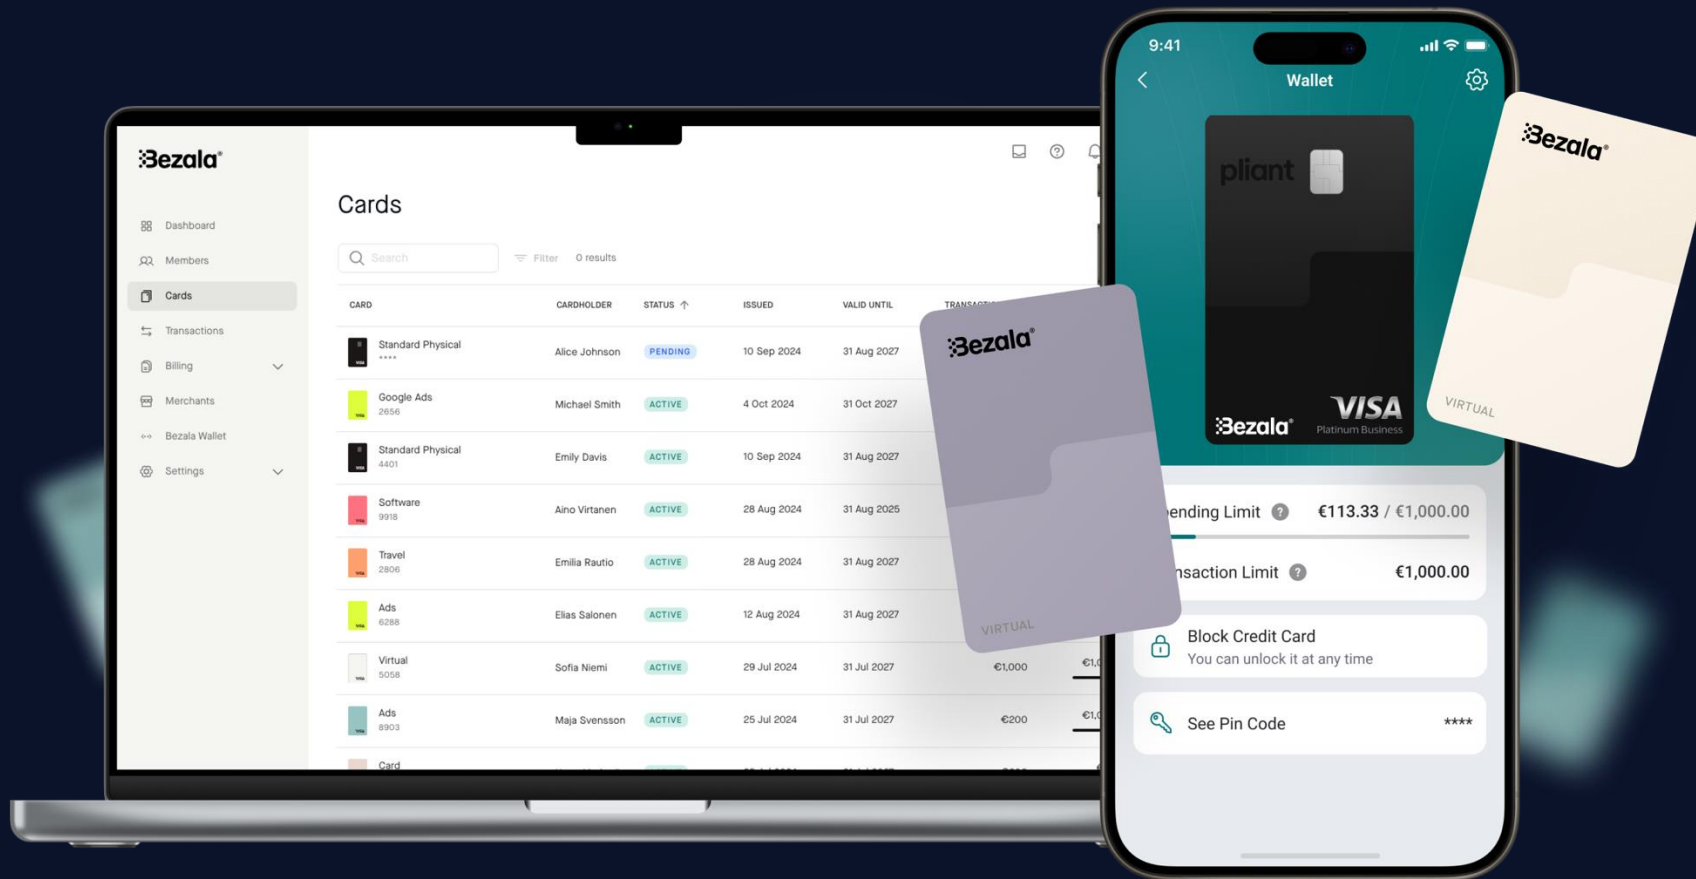 Bezala®
Dashboard
Members
Cards
Transactions
Billing
Merchants
Bezala Wallet
Settings
Cards
Search
Filter
0 results
CARD CARDHOLDER STATUS ↑ ISSUED VALID UNTIL
Standard Physical
****
Alice Johnson PENDING 10 Sep 2024 31 Aug 2027
VISA
Google Ads
2656
Michael Smith ACTIVE 4 Oct 2024 31 Oct 2027
VISA
Standard Physical
4401
Emily Davis ACTIVE 10 Sep 2024 31 Aug 2027
VISA
Software
9918
Aino Virtanen ACTIVE 28 Aug 2024 31 Aug 2025
VISA
Travel
2806
Emilia Rautio ACTIVE 28 Aug 2024 31 Aug 2027
VISA
Ads
6288
Elias Salonen ACTIVE 12 Aug 2024 31 Aug 2027
VISA
Virtual
5058
Sofia Niemi ACTIVE 29 Jul 2024 31 Jul 2027 €1,000
VISA
Ads
8903
Maja Svensson ACTIVE 25 Jul 2024 31 Jul 2027 €200
VISA
Card
Bezala®
VIRTUAL
9:41
Wallet
pliant
Bezala®
VISA
Platinum Business
ending Limit ? €113.33 / €1,000.00
nsaction Limit ? €1,000.00
Block Credit Card
You can unlock it at any time
See Pin Code ****
Bezala®
VIRTUAL